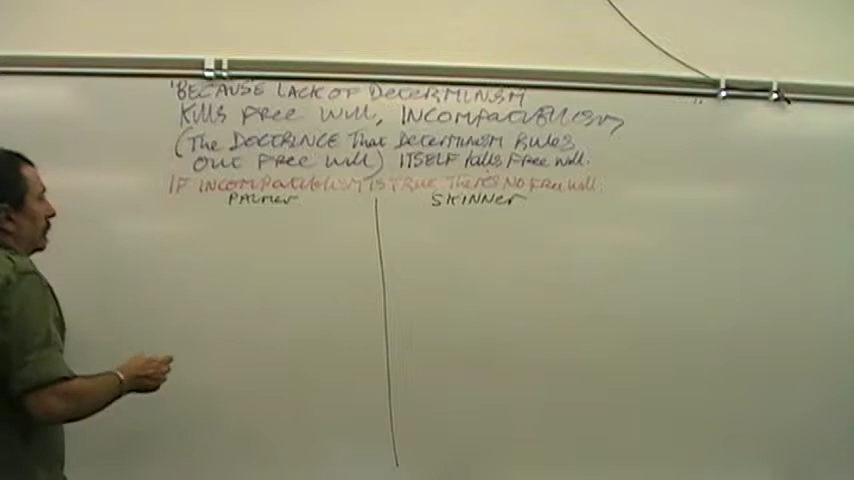 "BECAUSE LACK OF DETERMINISM
KILLS FREE WILL, INCOMPATIBILISM
(THE DOCTRINE THAT DETERMINISM RULES
OUT FREE WILL) ITSELF KILLS FREE WILL.
IF INCOMPATIBILISM IS TRUE THERE'S NO FREE WILL.
PALMER SKINNER